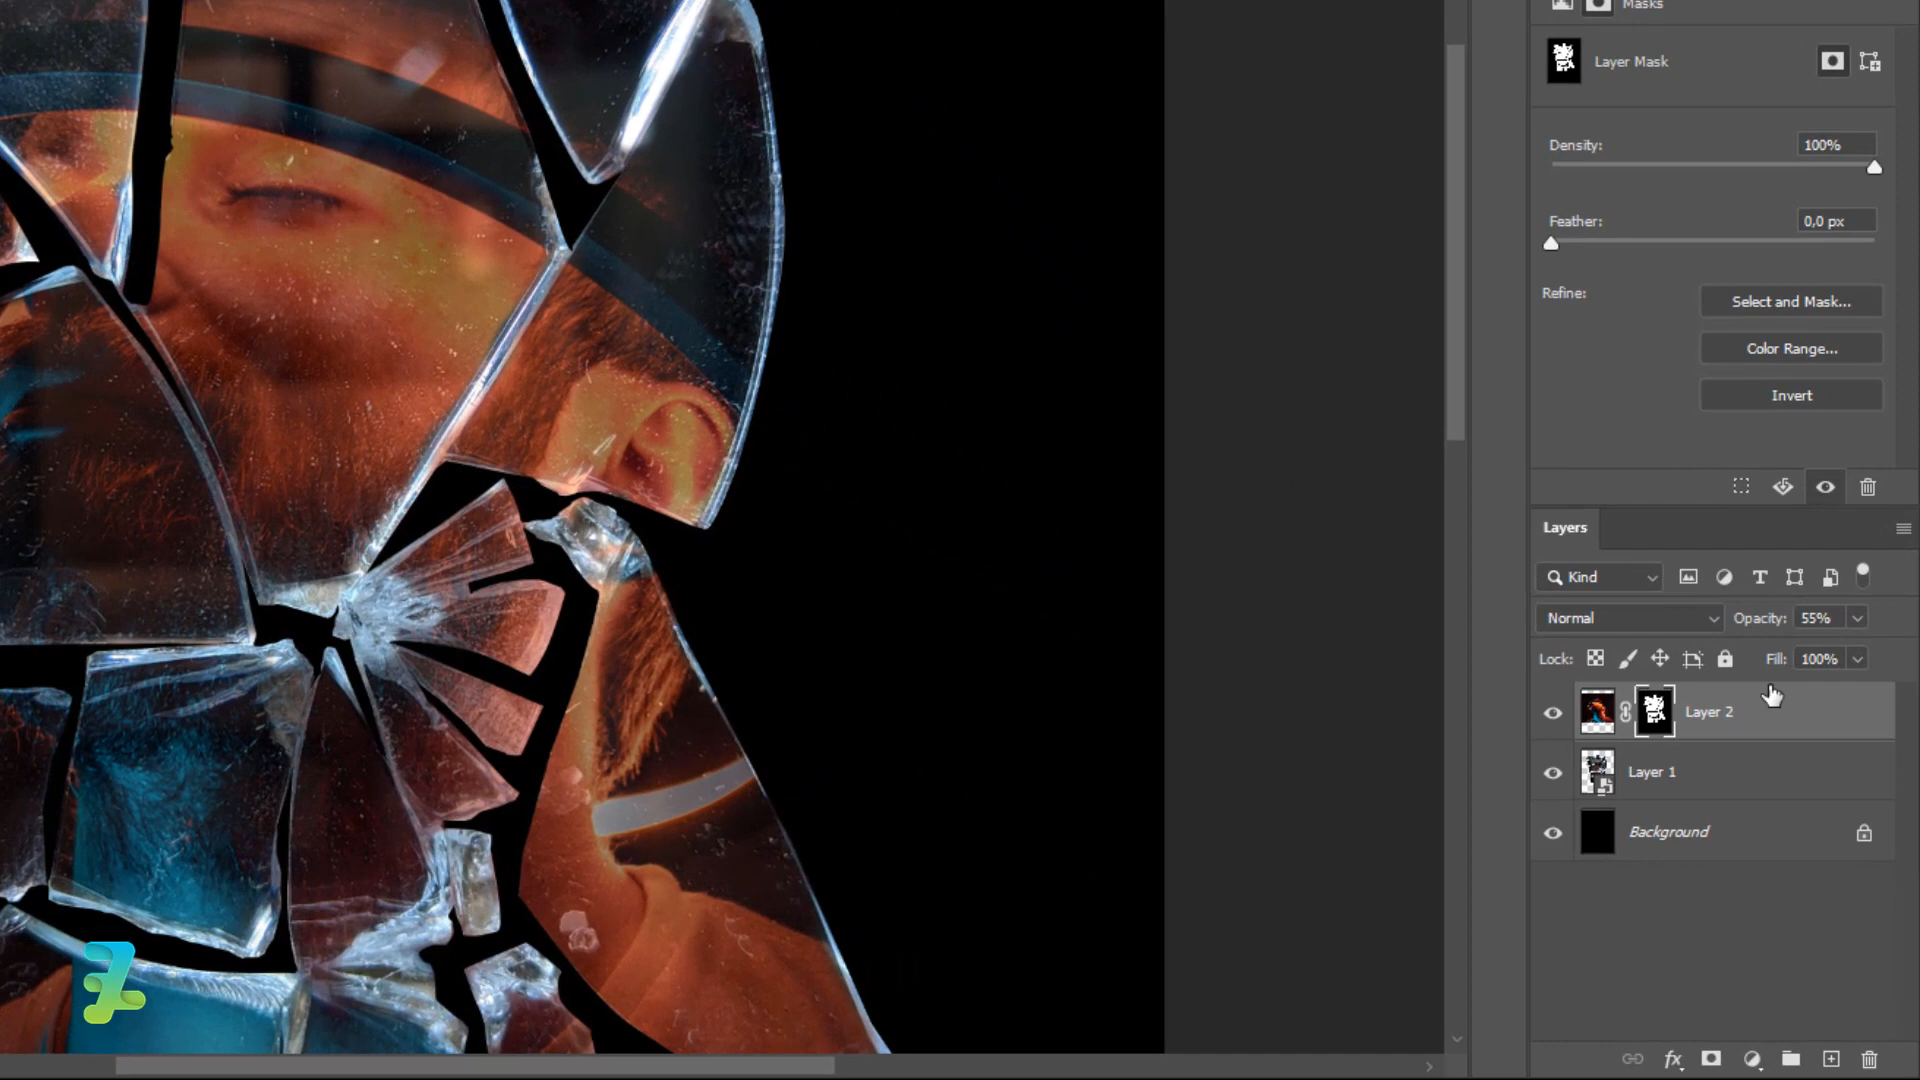 Masks
Layer Mask
Density:
100%
Feather:
0,0 px
Refine:
Select and Mask...
Color Range...
Invert
Layers
Kind
Normal
Opacity:
55%
Lock:
Fill:
100%
Layer 2
Layer 1
Background
fx